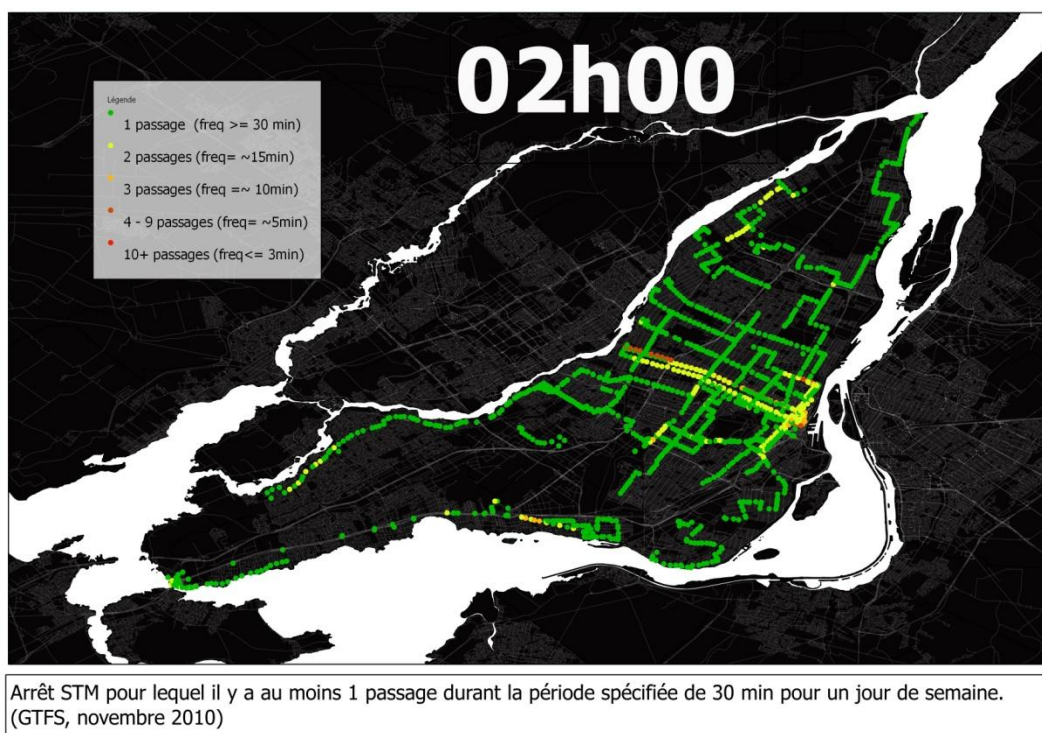 02h00
Légende
1 passage (freq >= 30 min)
2 passages (freq= ~15min)
3 passages (freq =~ 10min)
4 - 9 passages (freq= ~5min)
10+ passages (freq<= 3min)
Arrêt STM pour lequel il y a au moins 1 passage durant la période spécifiée de 30 min pour un jour de semaine.
(GTFS, novembre 2010)